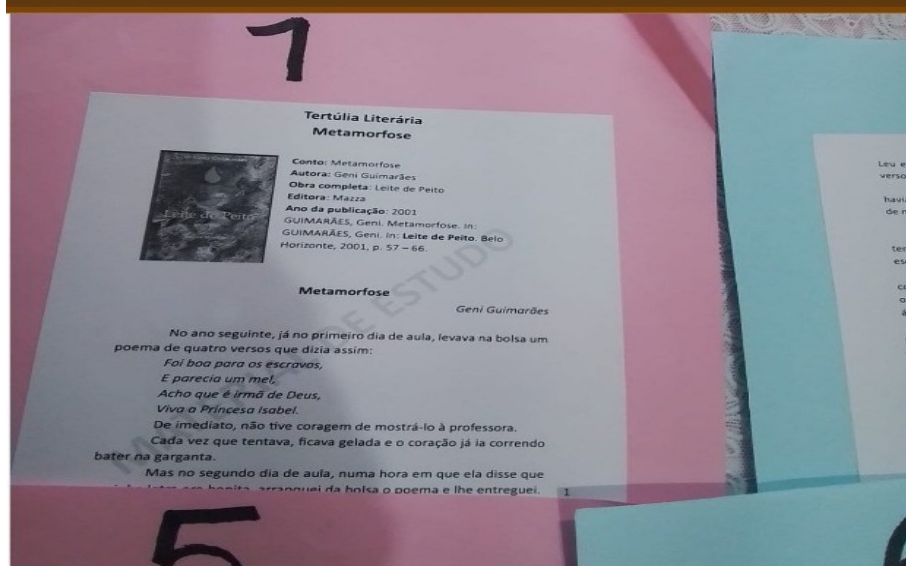 1
Tertúlia Literária
Metamorfose
Leite do Peito
Conto: Metamorfose
Autora: Geni Guimarães
Obra completa: Leite de Peito
Editora: Mazza
Ano da publicação: 2001
GUIMARÃES, Geni. Metamorfose. In:
GUIMARÃES, Geni. In: Leite de Peito. Belo
Horizonte, 2001, p. 57 – 66.
Metamorfose
Geni Guimarães
No ano seguinte, já no primeiro dia de aula, levava na bolsa um
poema de quatro versos que dizia assim:
Foi boa para os escravos,
E parecia um mel,
Acho que é irmã de Deus,
Viva a Princesa Isabel.
De imediato, não tive coragem de mostrá-lo à professora.
Cada vez que tentava, ficava gelada e o coração já ia correndo
bater na garganta.
Mas no segundo dia de aula, numa hora em que ela disse que
bonita, arranquei da bolsa o poema e lhe entreguei.
1
MATERIAL DE ESTUDO
5
Leu e
verso
de